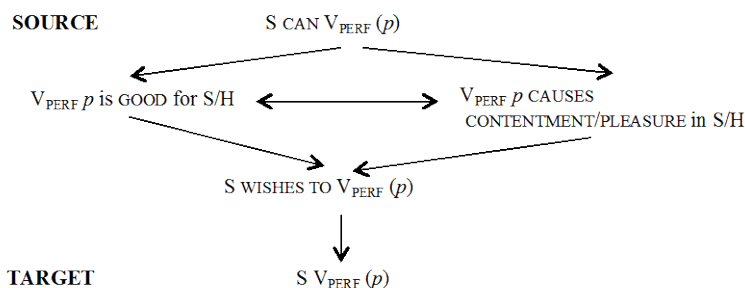 SOURCE S CAN VPERF (p)
VPERF p is GOOD for S/H VPERF p CAUSES
CONTENTMENT/PLEASURE in S/H
S WISHES TO VPERF (p)
TARGET S VPERF (p)